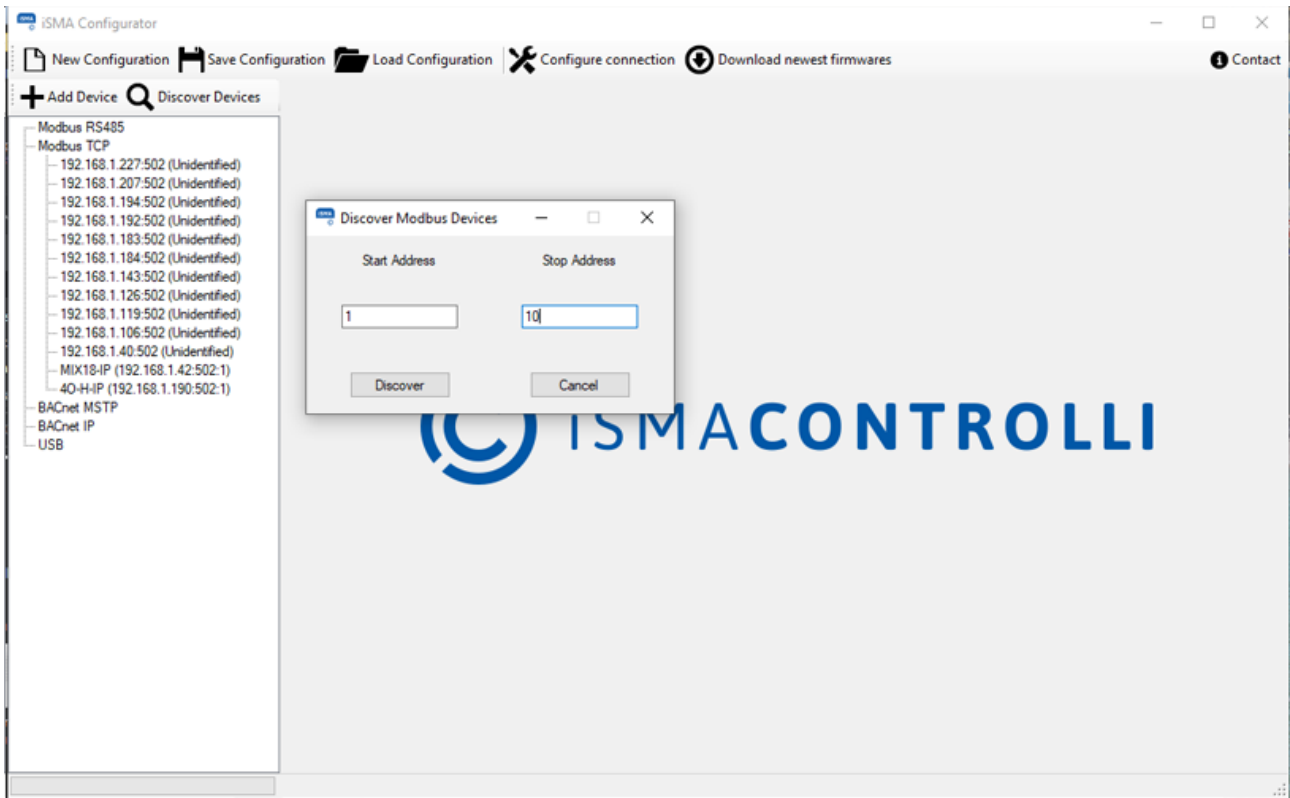 iSMA Configurator
New Configuration Save Configuration Load Configuration Configure connection Download newest firmwares Contact
Add Device Discover Devices
Modbus RS485
Modbus TCP
192.168.1.227:502 (Unidentified)
192.168.1.207:502 (Unidentified)
192.168.1.194:502 (Unidentified)
192.168.1.192:502 (Unidentified)
192.168.1.183:502 (Unidentified)
192.168.1.184:502 (Unidentified)
192.168.1.143:502 (Unidentified)
192.168.1.126:502 (Unidentified)
192.168.1.119:502 (Unidentified)
192.168.1.106:502 (Unidentified)
192.168.1.40:502 (Unidentified)
MIX18-IP (192.168.1.42:502:1)
4O-H-IP (192.168.1.190:502:1)
BACnet MSTP
BACnet IP
USB
Discover Modbus Devices
Start Address Stop Address
1 10
Discover Cancel
iSMACONTROLLI